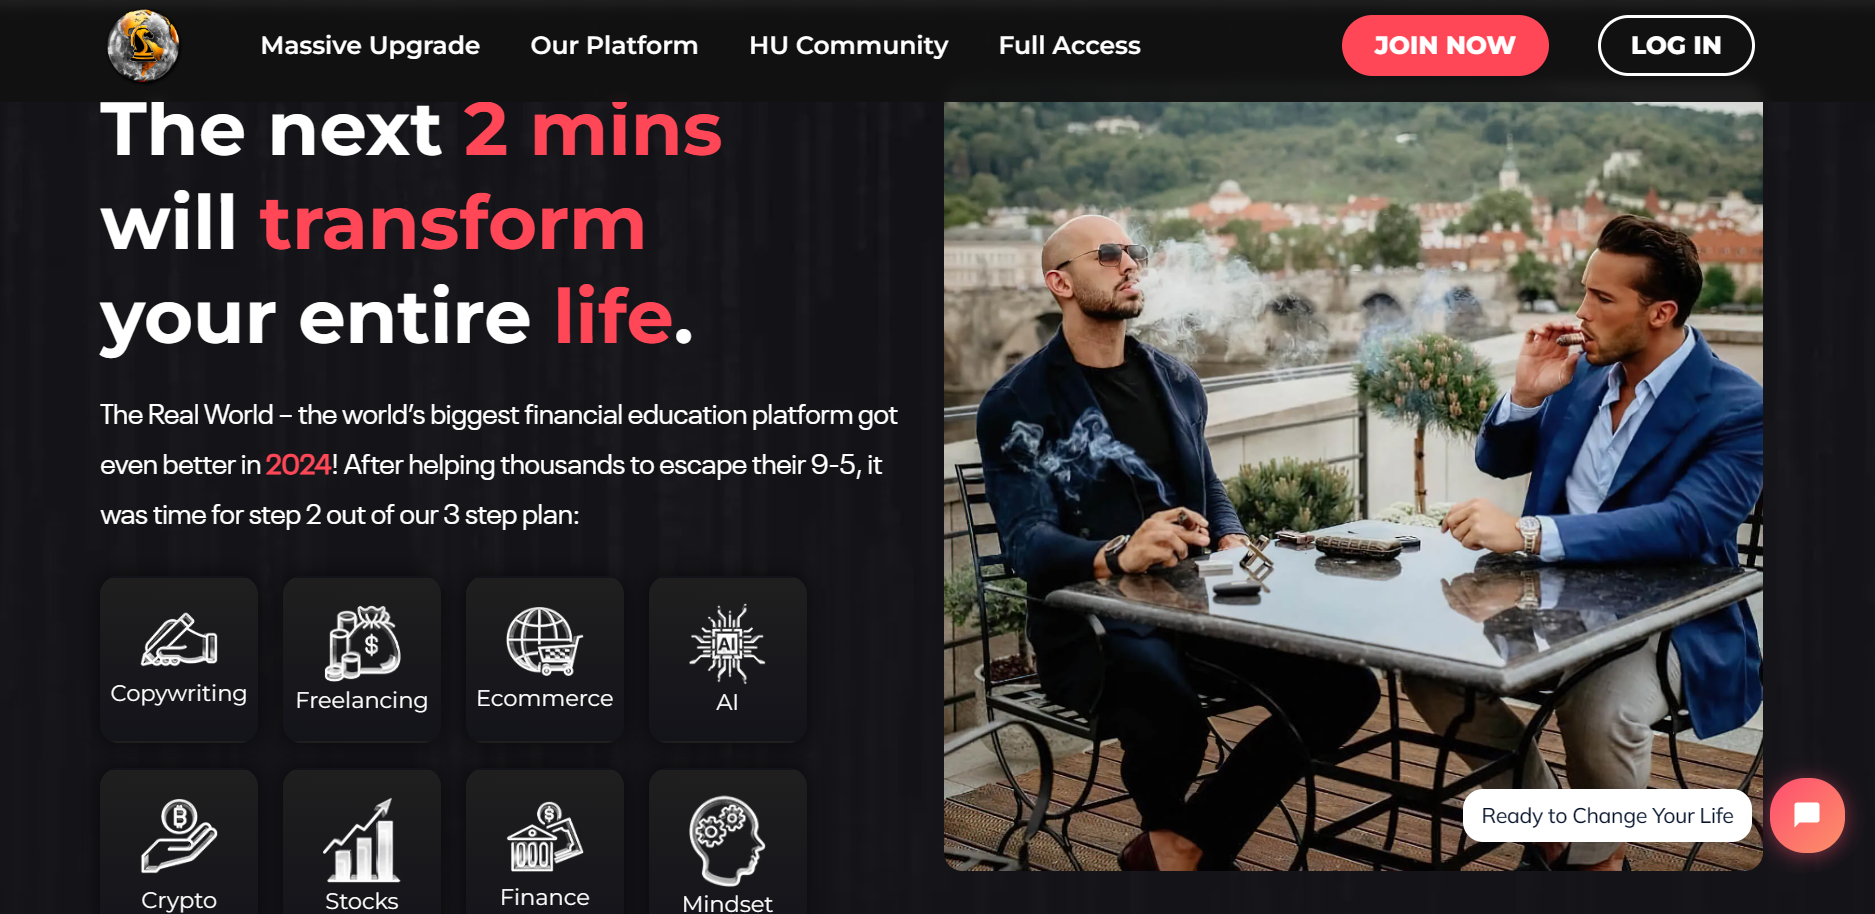 Massive Upgrade
Our Platform
HU Community
Full Access
JOIN NOW
LOG IN
The next 2 mins
will transform
your entire life.
The Real World – the world's biggest financial education platform got
even better in 2024! After helping thousands to escape their 9-5, it
was time for step 2 out of our 3 step plan:
$
AI
Copywriting
Freelancing
Ecommerce
AI
B
$
Crypto
Stocks
Finance
Mindset
Ready to Change Your Life